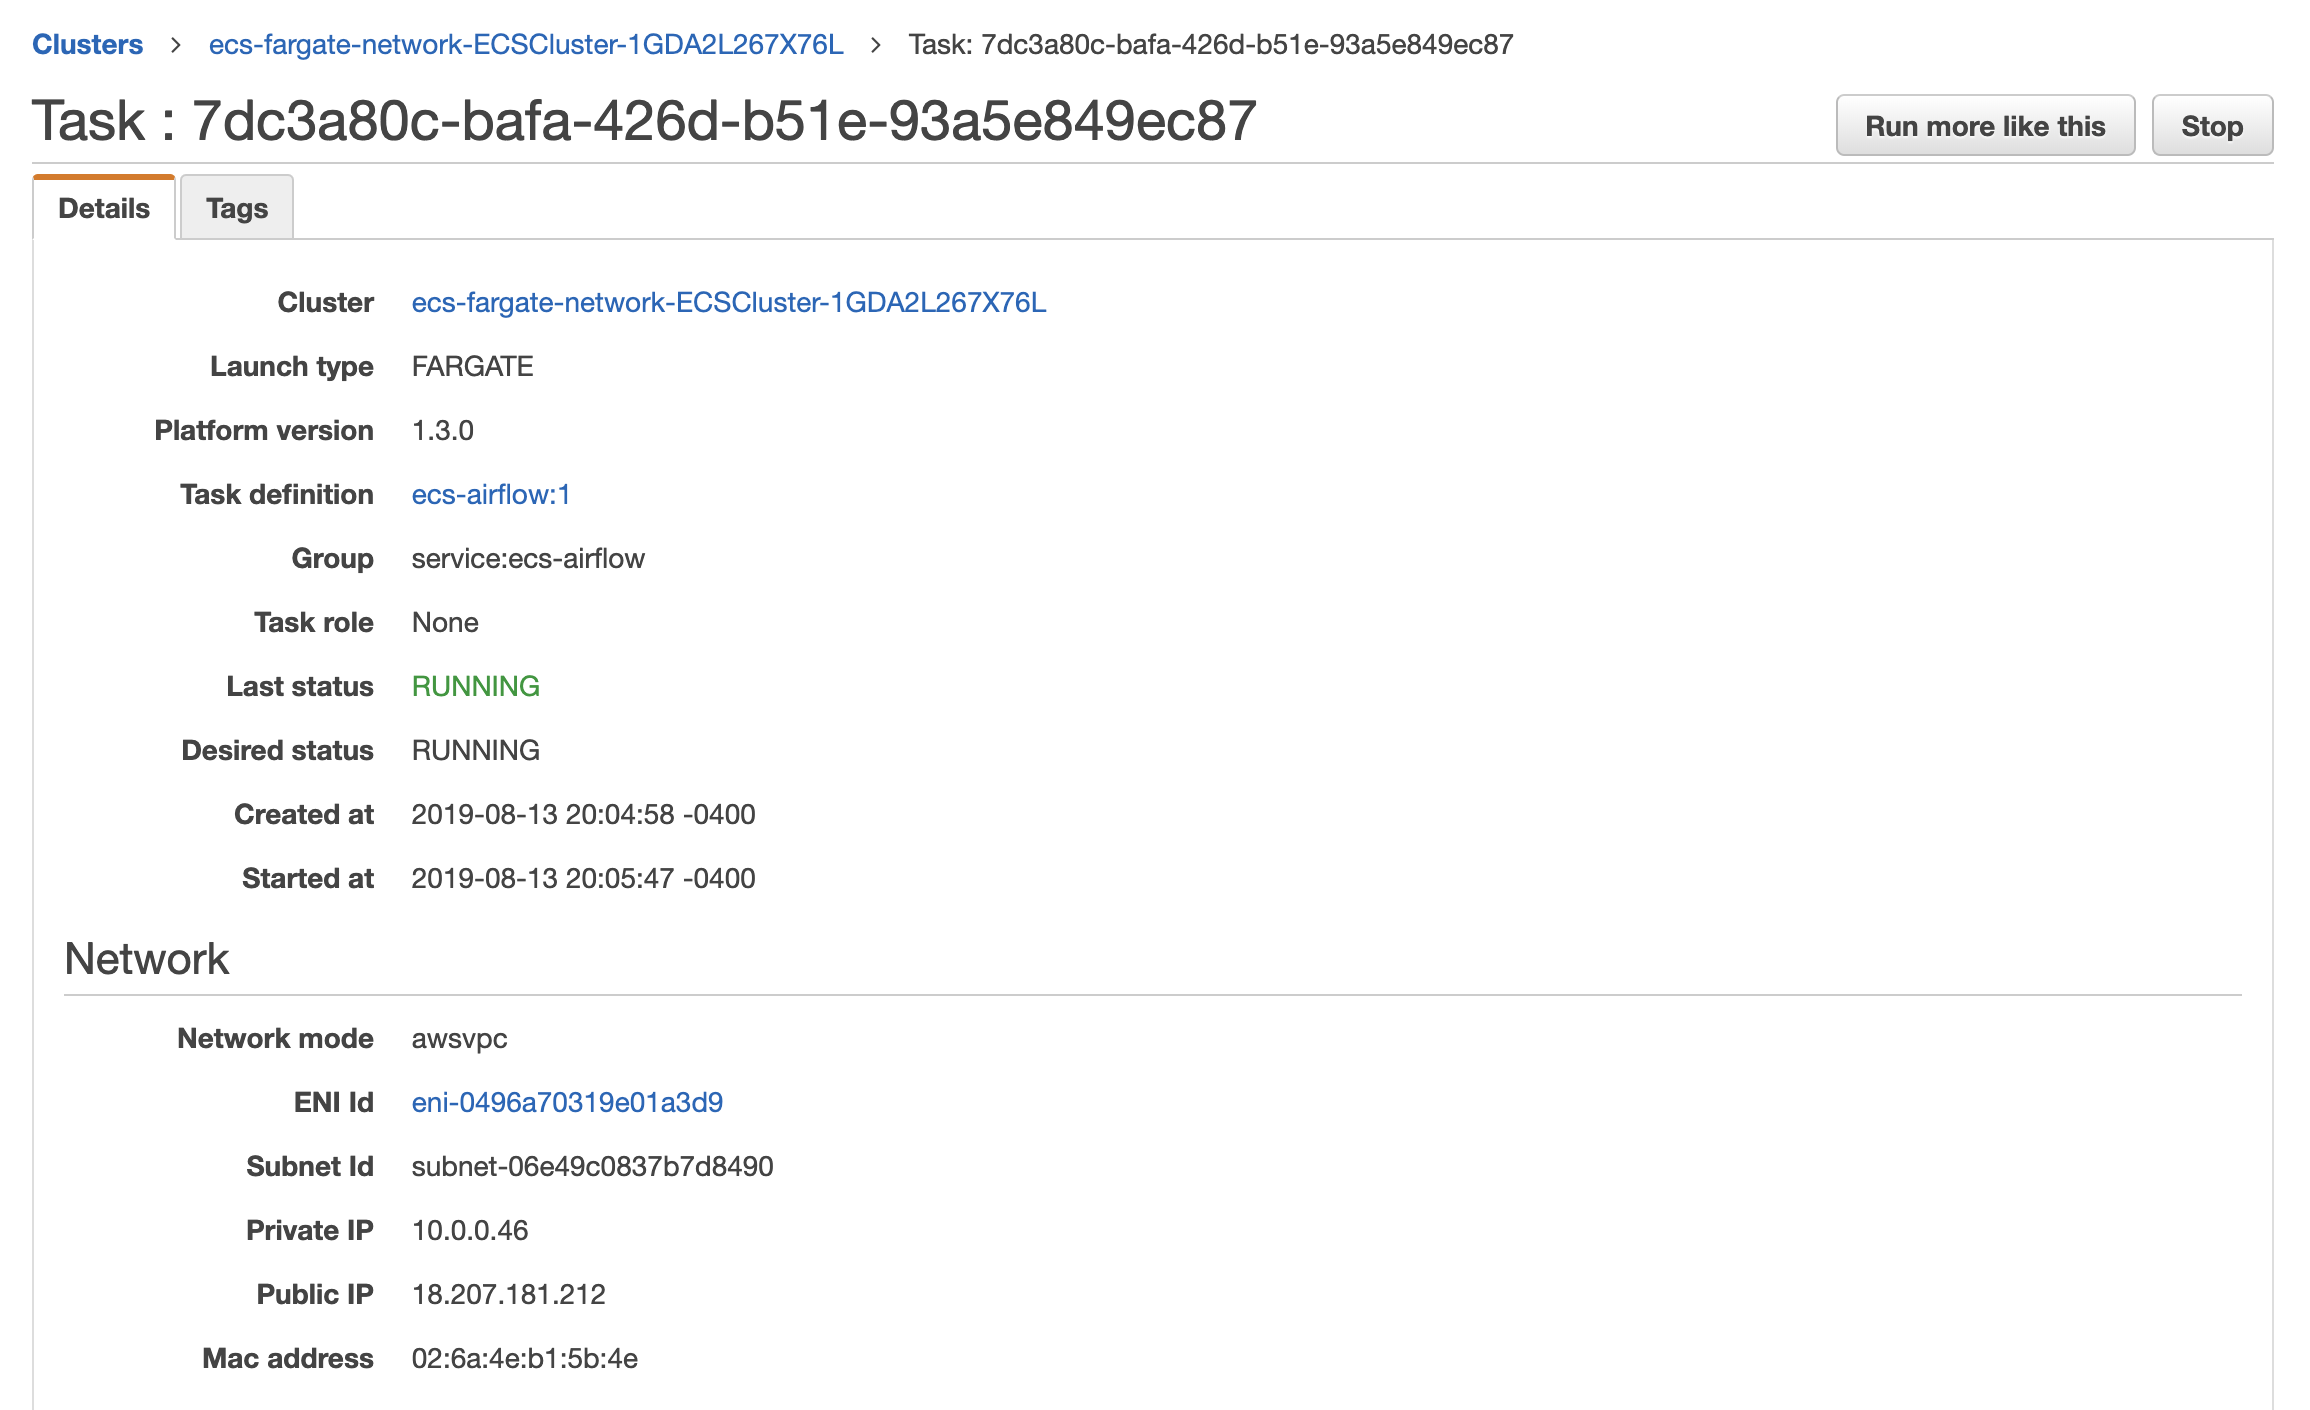 Clusters > ecs-fargate-network-ECSCluster-1GDA2L267X76L > Task: 7dc3a80c-bafa-426d-b51e-93a5e849ec87
Task : 7dc3a80c-bafa-426d-b51e-93a5e849ec87 Run more like this Stop
Details Tags
Cluster ecs-fargate-network-ECSCluster-1GDA2L267X76L
Launch type FARGATE
Platform version 1.3.0
Task definition ecs-airflow:1
Group service:ecs-airflow
Task role None
Last status RUNNING
Desired status RUNNING
Created at 2019-08-13 20:04:58 -0400
Started at 2019-08-13 20:05:47 -0400
Network
Network mode awsvpc
ENI Id eni-0496a70319e01a3d9
Subnet Id subnet-06e49c0837b7d8490
Private IP 10.0.0.46
Public IP 18.207.181.212
Mac address 02:6a:4e:b1:5b:4e